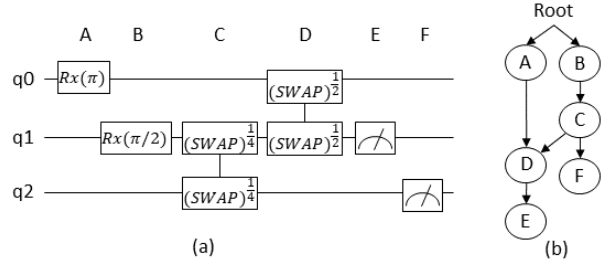 A B C D E F
q0 Rx(π) (SWAP)^{1/2}
q1 Rx(π/2) (SWAP)^{1/4} (SWAP)^{1/2}
q2 (SWAP)^{1/4}
(a)
Root
A B
C
D F
E
(b)